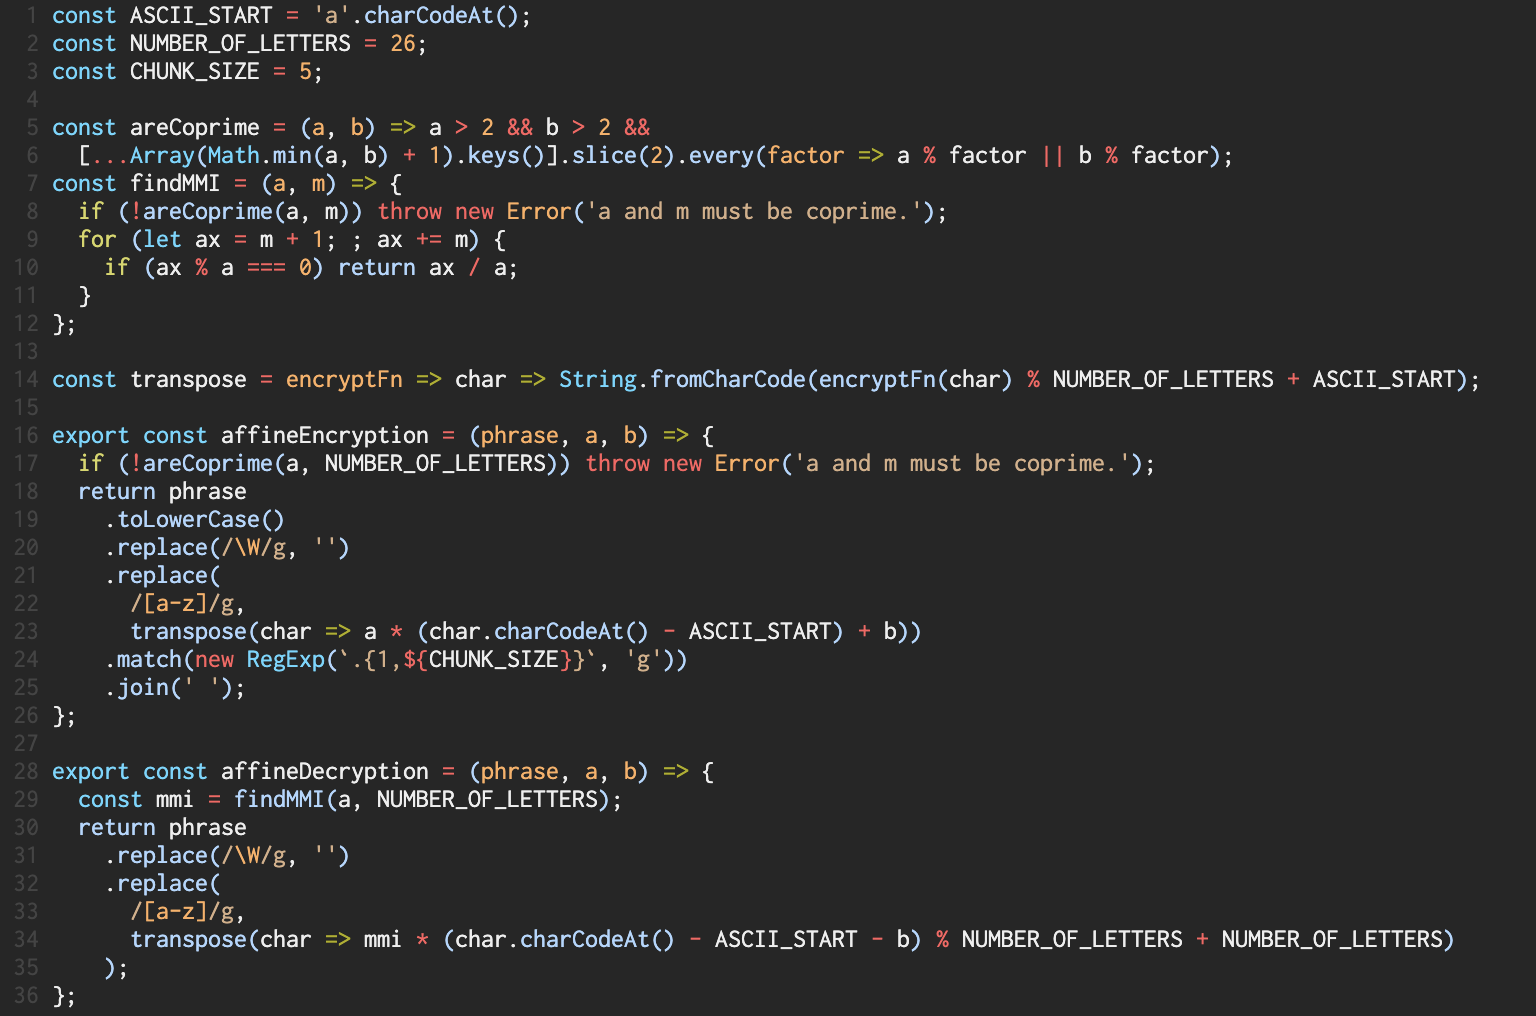 1 const ASCII_START = 'a'.charCodeAt();
2 const NUMBER_OF_LETTERS = 26;
3 const CHUNK_SIZE = 5;
4
5 const areCoprime = (a, b) => a > 2 && b > 2 &&
6   [...Array(Math.min(a, b) + 1).keys()].slice(2).every(factor => a % factor || b % factor);
7 const findMMI = (a, m) => {
8   if (!areCoprime(a, m)) throw new Error('a and m must be coprime.');
9   for (let ax = m + 1; ; ax += m) {
10     if (ax % a === 0) return ax / a;
11   }
12 };
13
14 const transpose = encryptFn => char => String.fromCharCode(encryptFn(char) % NUMBER_OF_LETTERS + ASCII_START);
15
16 export const affineEncryption = (phrase, a, b) => {
17   if (!areCoprime(a, NUMBER_OF_LETTERS)) throw new Error('a and m must be coprime.');
18   return phrase
19     .toLowerCase()
20     .replace(/\W/g, '')
21     .replace(
22       /[a-z]/g,
23       transpose(char => a * (char.charCodeAt() - ASCII_START) + b))
24     .match(new RegExp(`.{1,${CHUNK_SIZE}}`, 'g'))
25     .join(' ');
26 };
27
28 export const affineDecryption = (phrase, a, b) => {
29   const mmi = findMMI(a, NUMBER_OF_LETTERS);
30   return phrase
31     .replace(/\W/g, '')
32     .replace(
33       /[a-z]/g,
34       transpose(char => mmi * (char.charCodeAt() - ASCII_START - b) % NUMBER_OF_LETTERS + NUMBER_OF_LETTERS)
35     );
36 };